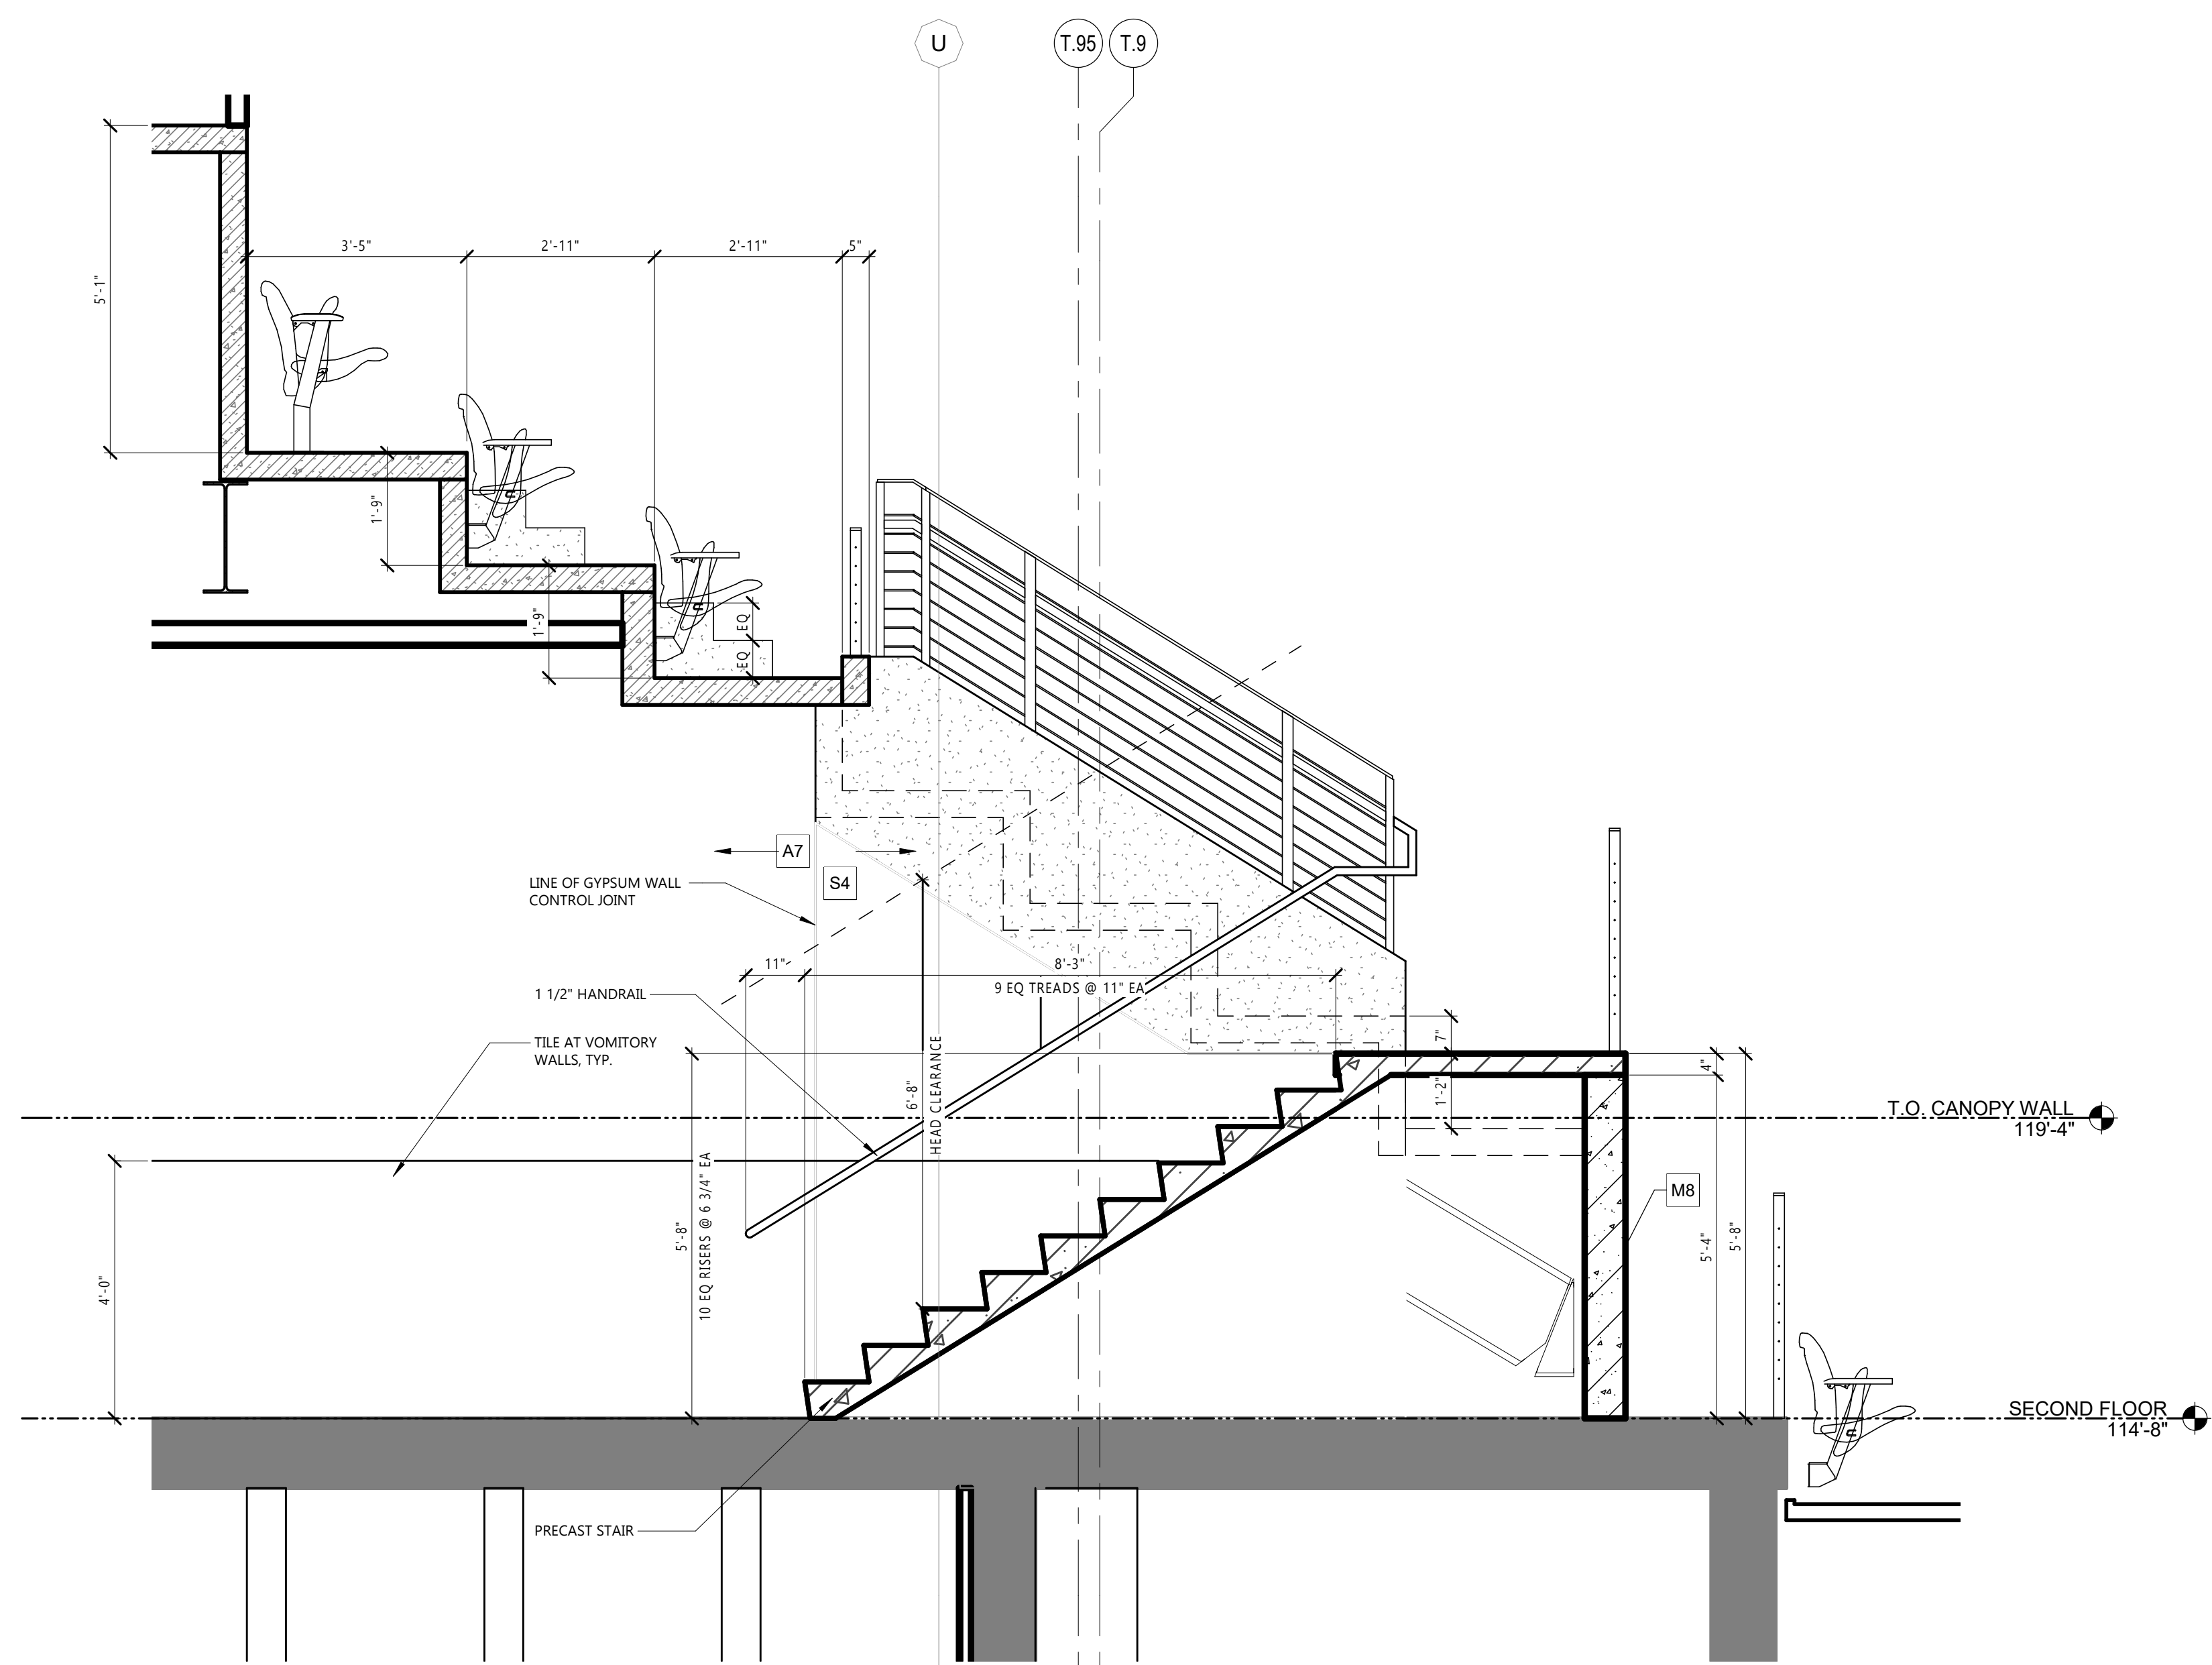 U
T.95
T.9
3'-5"
2'-11"
2'-11"
5"
5'-1"
1'-9"
1'-9"
EQ
EQ
A7
S4
LINE OF GYPSUM WALL
CONTROL JOINT
11"
8'-3"
9 EQ TREADS @ 11" EA
1 1/2" HANDRAIL
TILE AT VOMITORY
WALLS, TYP.
6'-8"
HEAD CLEARANCE
7"
1'-2"
4"
T.O. CANOPY WALL
119'-4"
M8
5'-8"
10 EQ RISERS @ 6 3/4" EA
5'-4"
5'-8"
4'-0"
SECOND FLOOR
114'-8"
PRECAST STAIR